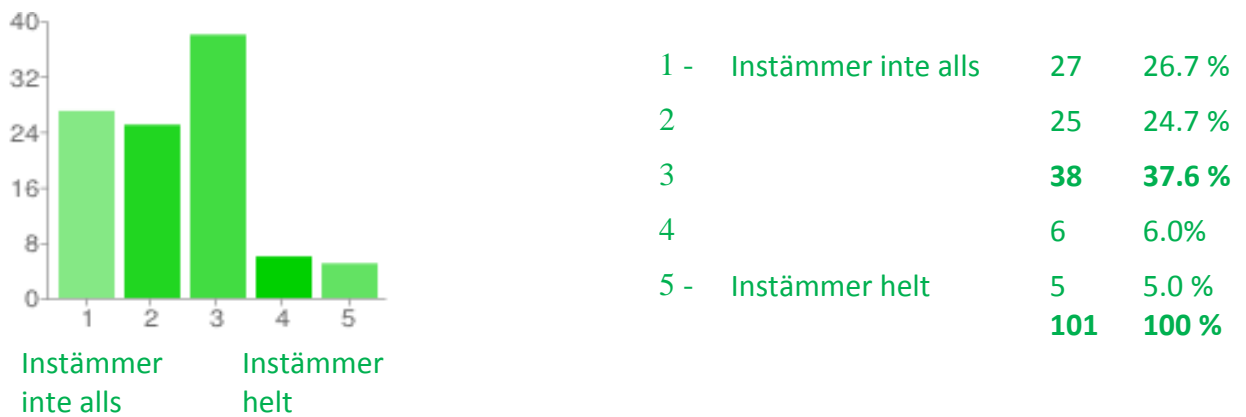 40
32
24
16
8
0
1 2 3 4 5
Instämmer Instämmer
inte alls helt
1 - Instämmer inte alls 27 26.7 %
2 25 24.7 %
3 38 37.6 %
4 6 6.0%
5 - Instämmer helt 5 5.0 %
101 100 %